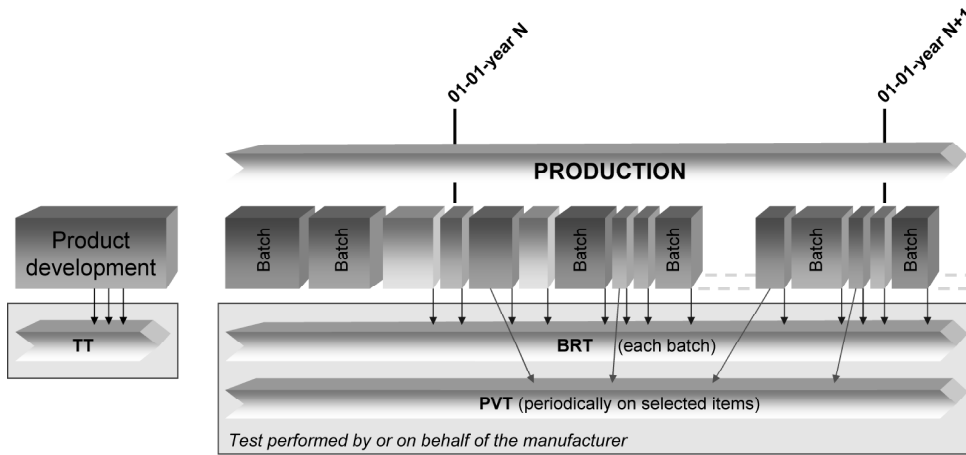 01-01-year N
01-01-year N+1
PRODUCTION
Product
development
Batch
Batch
Batch
Batch
Batch
Batch
TT
BRT (each batch)
PVT (periodically on selected items)
Test performed by or on behalf of the manufacturer